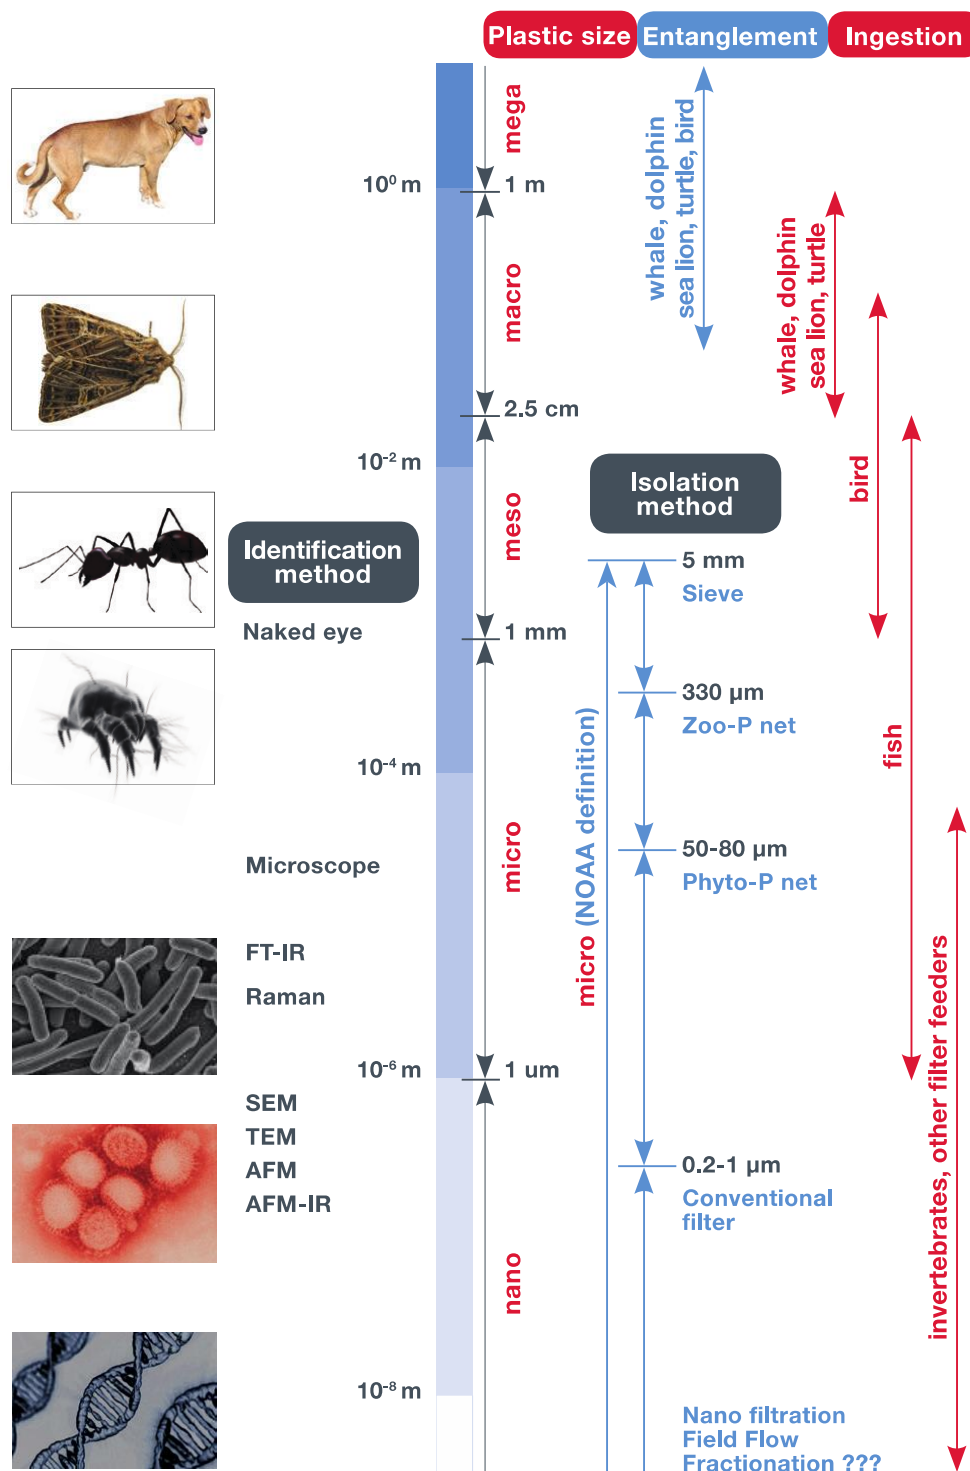 Plastic size
Entanglement
Ingestion
mega
10⁰ m
1 m
whale, dolphin
sea lion, turtle, bird
whale, dolphin
sea lion, turtle
macro
2.5 cm
10⁻² m
bird
Isolation
method
meso
Identification
method
5 mm
Sieve
Naked eye
1 mm
330 µm
Zoo-P net
fish
10⁻⁴ m
micro
micro (NOAA definition)
50-80 µm
Phyto-P net
Microscope
FT-IR
Raman
10⁻⁶ m
1 um
invertebrates, other filter feeders
SEM
TEM
AFM
AFM-IR
0.2-1 µm
Conventional
filter
nano
10⁻⁸ m
Nano filtration
Field Flow
Fractionation ???